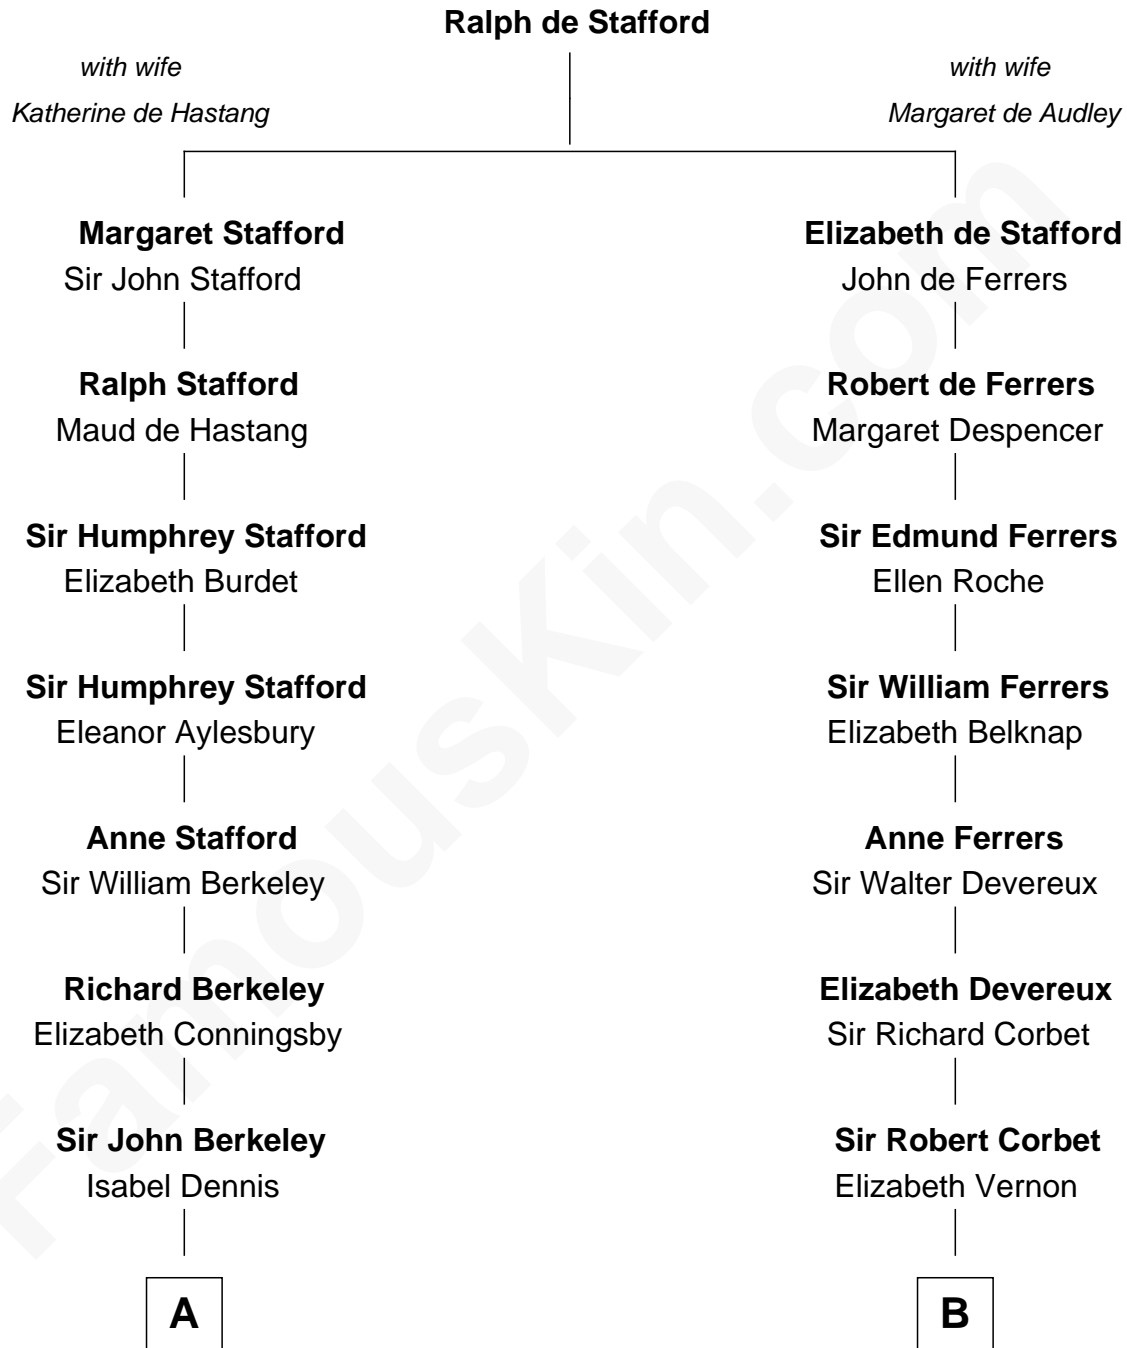 Ralph de Stafford
with wife
Katherine de Hastang
with wife
Margaret de Audley
Margaret Stafford
Sir John Stafford
Elizabeth de Stafford
John de Ferrers
Ralph Stafford
Maud de Hastang
Robert de Ferrers
Margaret Despencer
Sir Humphrey Stafford
Elizabeth Burdet
Sir Edmund Ferrers
Ellen Roche
Sir Humphrey Stafford
Eleanor Aylesbury
Sir William Ferrers
Elizabeth Belknap
Anne Stafford
Sir William Berkeley
Anne Ferrers
Sir Walter Devereux
Richard Berkeley
Elizabeth Conningsby
Elizabeth Devereux
Sir Richard Corbet
Sir John Berkeley
Isabel Dennis
Sir Robert Corbet
Elizabeth Vernon
A
B
FamousKin.com